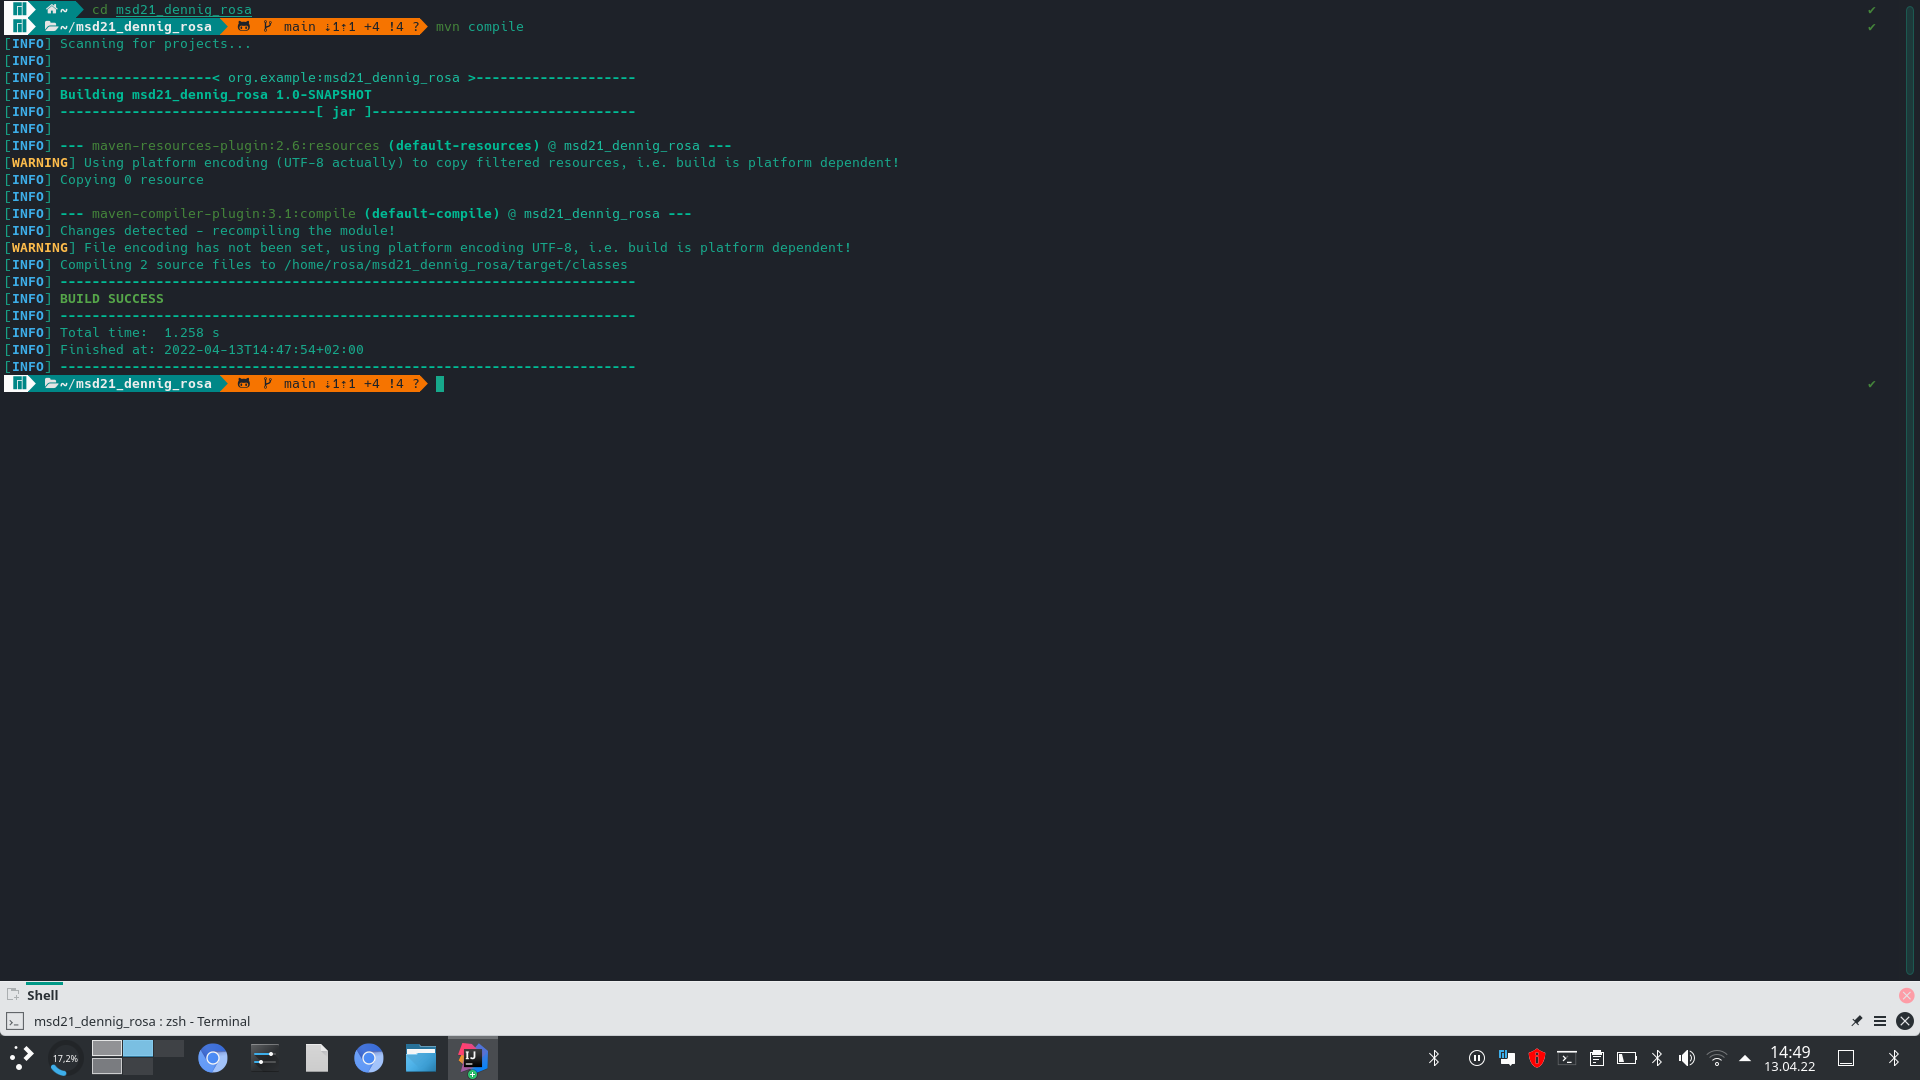 ~ cd msd21_dennig_rosa
~/msd21_dennig_rosa main ⇣1⇡1 +4 !4 ? mvn compile
[INFO] Scanning for projects...
[INFO]
[INFO] -------------------< org.example:msd21_dennig_rosa >--------------------
[INFO] Building msd21_dennig_rosa 1.0-SNAPSHOT
[INFO] --------------------------------[ jar ]---------------------------------
[INFO]
[INFO] --- maven-resources-plugin:2.6:resources (default-resources) @ msd21_dennig_rosa ---
[WARNING] Using platform encoding (UTF-8 actually) to copy filtered resources, i.e. build is platform dependent!
[INFO] Copying 0 resource
[INFO]
[INFO] --- maven-compiler-plugin:3.1:compile (default-compile) @ msd21_dennig_rosa ---
[INFO] Changes detected - recompiling the module!
[WARNING] File encoding has not been set, using platform encoding UTF-8, i.e. build is platform dependent!
[INFO] Compiling 2 source files to /home/rosa/msd21_dennig_rosa/target/classes
[INFO] ------------------------------------------------------------------------
[INFO] BUILD SUCCESS
[INFO] ------------------------------------------------------------------------
[INFO] Total time:  1.258 s
[INFO] Finished at: 2022-04-13T14:47:54+02:00
[INFO] ------------------------------------------------------------------------
~/msd21_dennig_rosa main ⇣1⇡1 +4 !4 ?
Shell
msd21_dennig_rosa : zsh - Terminal
17,2%
IJ
14:49
13.04.22